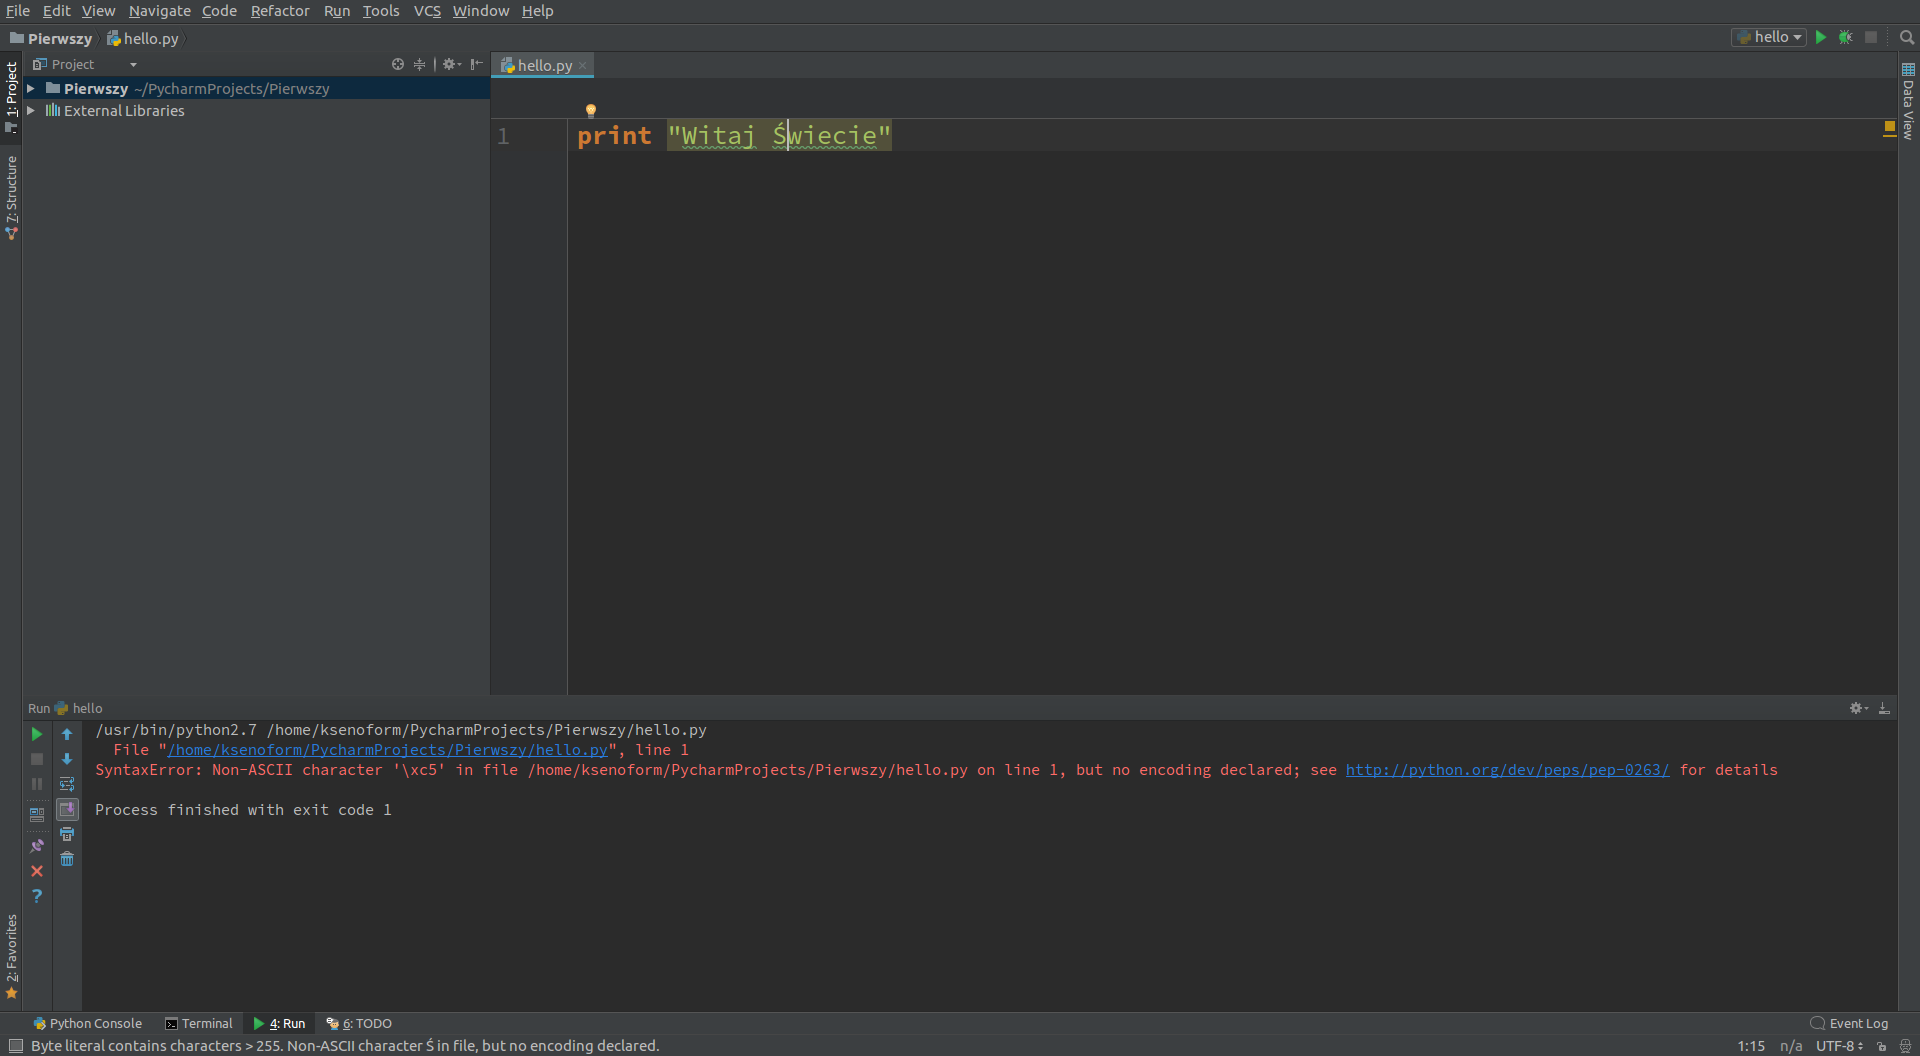 File Edit View Navigate Code Refactor Run Tools VCS Window Help
Pierwszy hello.py
hello
Project
hello.py
1: Project
Pierwszy ~/PycharmProjects/Pierwszy
External Libraries
7: Structure
Data View
1 print "Witaj Świecie"
Run hello
/usr/bin/python2.7 /home/ksenoform/PycharmProjects/Pierwszy/hello.py
File "/home/ksenoform/PycharmProjects/Pierwszy/hello.py", line 1
SyntaxError: Non-ASCII character '\xc5' in file /home/ksenoform/PycharmProjects/Pierwszy/hello.py on line 1, but no encoding declared; see http://python.org/dev/peps/pep-0263/ for details
Process finished with exit code 1
2: Favorites
Python Console Terminal 4: Run 6: TODO Event Log
Byte literal contains characters > 255. Non-ASCII character Ś in file, but no encoding declared. 1:15 n/a UTF-8